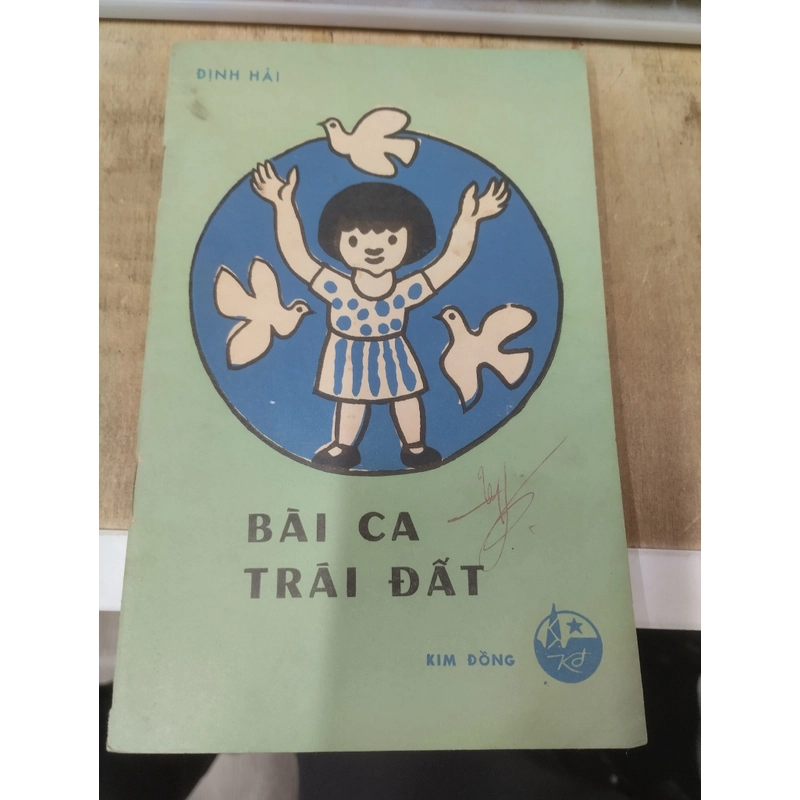 ĐỊNH HẢI
BÀI CA
TRÁI ĐẤT
KIM ĐỒNG